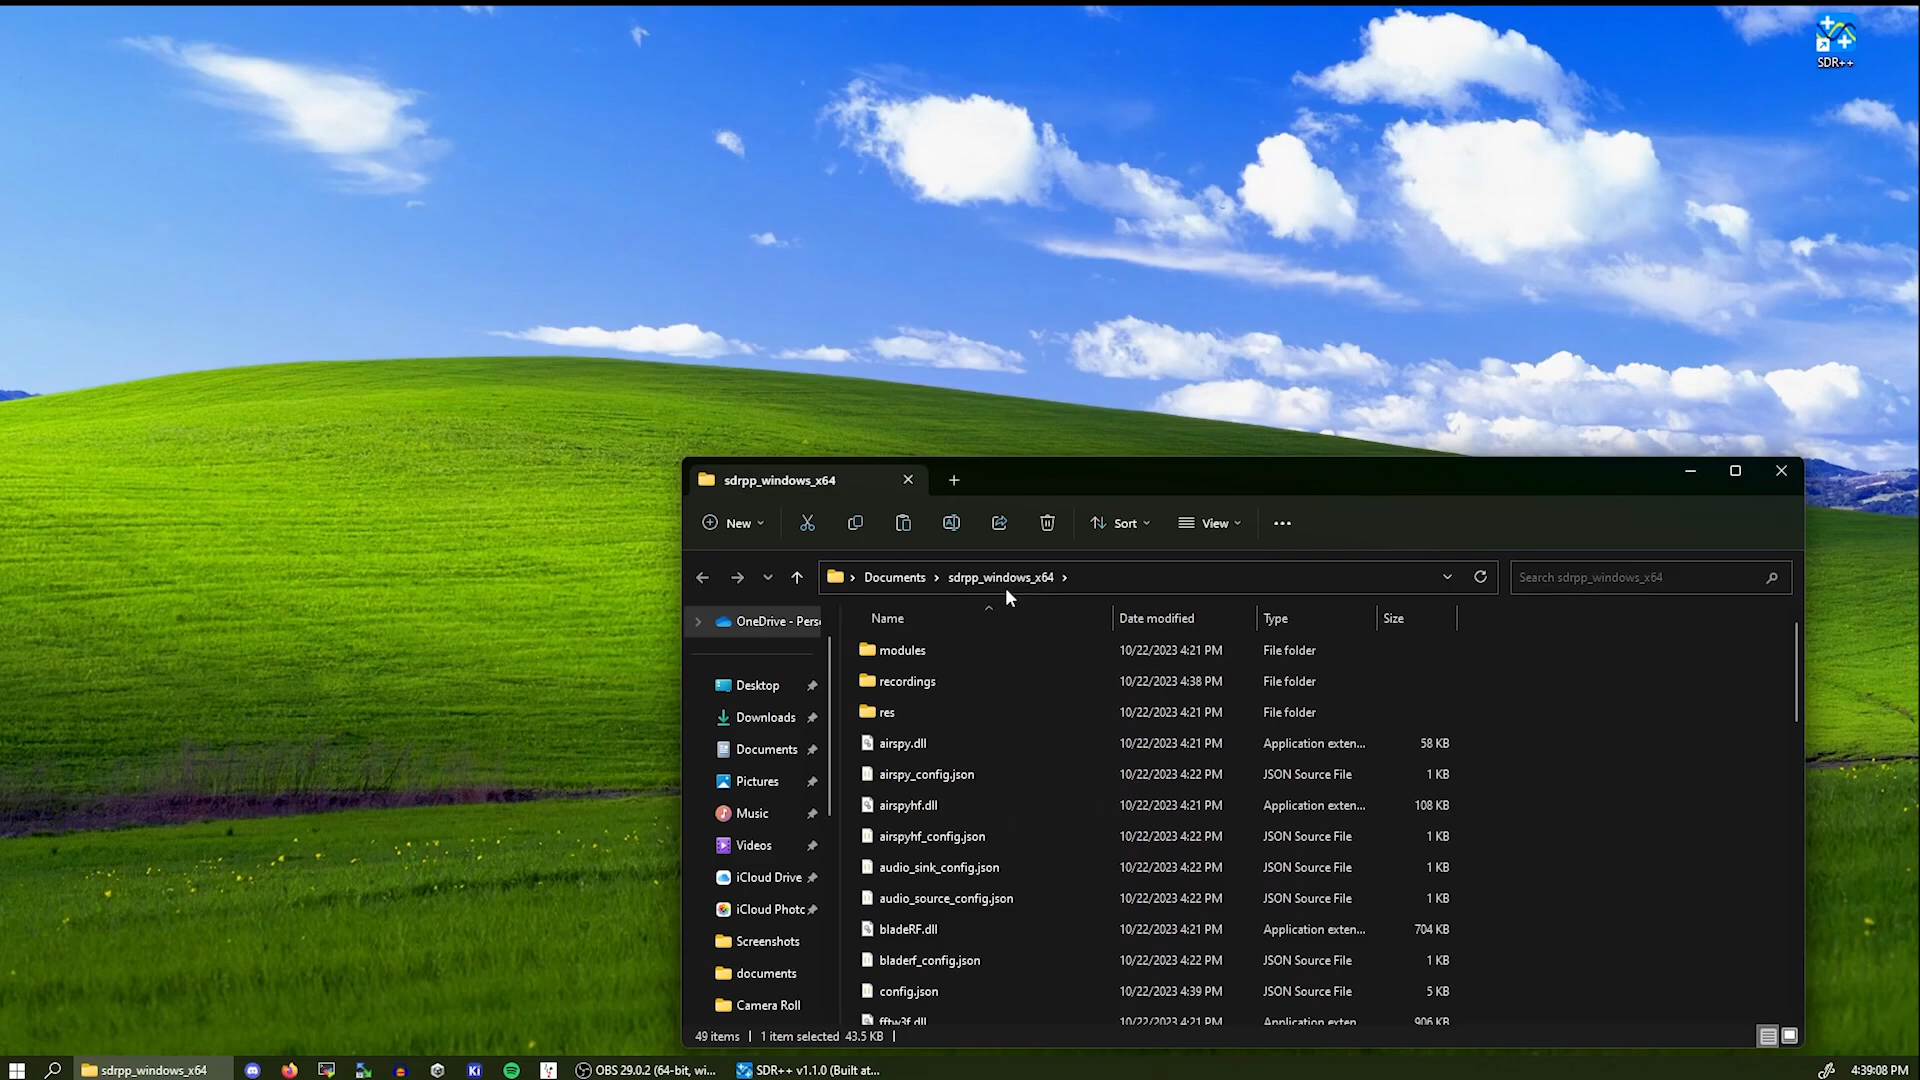 SDR++
sdrpp_windows_x64
New
Sort
View
Documents
sdrpp_windows_x64
Search sdrpp_windows_x64
OneDrive - Pers
Desktop
Downloads
Documents
Pictures
Music
Videos
iCloud Drive
iCloud Photc
Screenshots
documents
Camera Roll
Name Date modified Type Size
modules 10/22/2023 4:21 PM File folder
recordings 10/22/2023 4:38 PM File folder
res 10/22/2023 4:21 PM File folder
airspy.dll 10/22/2023 4:21 PM Application exten... 58 KB
airspy_config.json 10/22/2023 4:22 PM JSON Source File 1 KB
airspyhf.dll 10/22/2023 4:21 PM Application exten... 108 KB
airspyhf_config.json 10/22/2023 4:22 PM JSON Source File 1 KB
audio_sink_config.json 10/22/2023 4:22 PM JSON Source File 1 KB
audio_source_config.json 10/22/2023 4:22 PM JSON Source File 1 KB
bladeRF.dll 10/22/2023 4:21 PM Application exten... 704 KB
bladerf_config.json 10/22/2023 4:22 PM JSON Source File 1 KB
config.json 10/22/2023 4:39 PM JSON Source File 5 KB
fftw3f.dll 10/22/2023 4:21 PM Application exten 906 KB
49 items 1 item selected 43.5 KB
sdrpp_windows_x64
Ki
OBS 29.0.2 (64-bit, wi...
SDR++ v1.1.0 (Built at...
4:39:08 PM